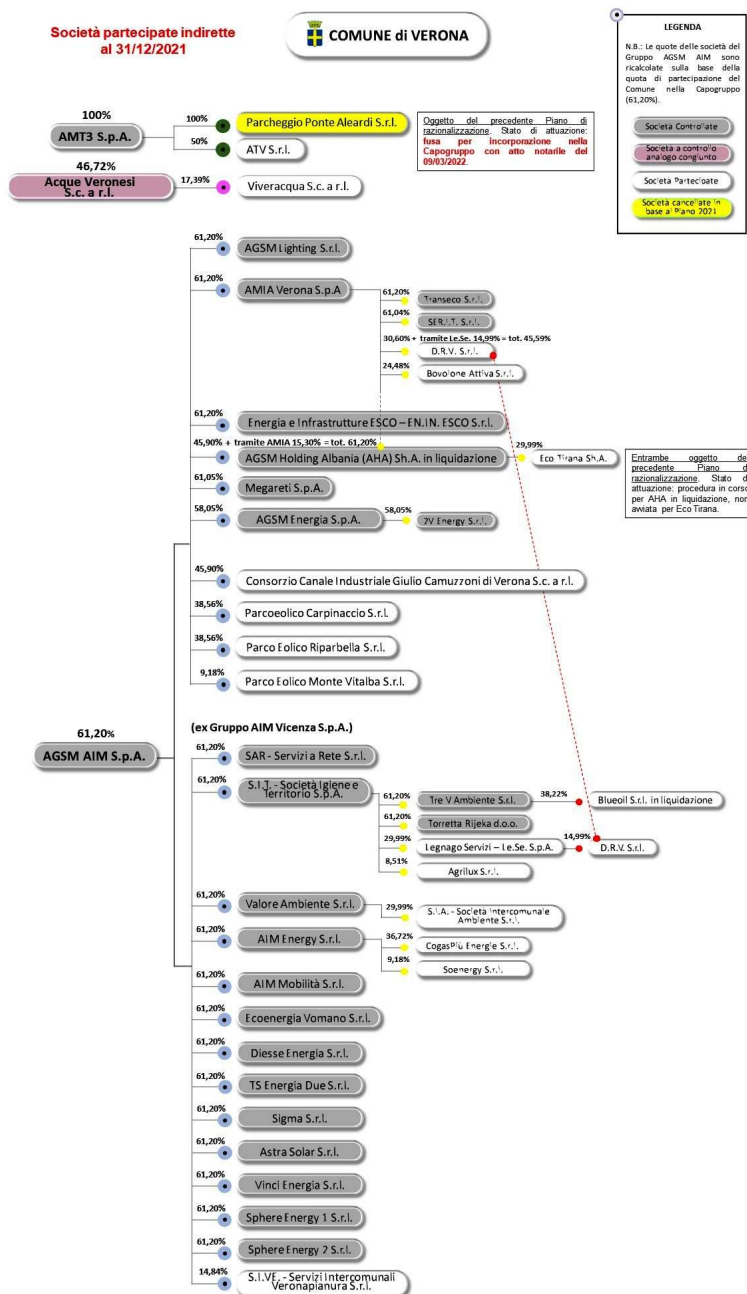 Società partecipate indirette
al 31/12/2021
COMUNE di VERONA
LEGENDA
N.B.: Le quote delle società del
Gruppo AGSM AIM sono
ricalcolate sulla base della
quota di partecipazione del
Comune nella Capogruppo
(61,20%).
Società Controllate
Società a controllo
analogo congiunto
Società Partecipate
Società cancellate in
base al Piano 2021
100%
AMT3 S.p.A.
100%
Parcheggio Ponte Aleardi S.r.l.
50%
ATV S.r.l.
Oggetto del precedente Piano di
razionalizzazione. Stato di attuazione:
fusa per incorporazione nella
Capogruppo con atto notarile del
09/03/2022.
46,72%
Acque Veronesi
S.c. a r.l.
17,39%
Viveracqua S.c. a r.l.
61,20%
AGSM Lighting S.r.l.
61,20%
AMIA Verona S.p.A
61,20%
Transeco S.r.l.
61,04%
SER.I.T. S.r.l.
30,60% + tramite Le.Se. 14,99% = tot. 45,59%
D.R.V. S.r.l.
24,48%
Bovolone Attiva S.r.l.
61,20%
Energia e Infrastrutture ESCO – EN.IN. ESCO S.r.l.
45,90% + tramite AMIA 15,30% = tot. 61,20%
AGSM Holding Albania (AHA) Sh.A. in liquidazione
29,99%
Eco Tirana Sh.A.
Entrambe oggetto de
precedente Piano d
razionalizzazione. Stato d
attuazione: procedura in corso
per AHA in liquidazione, non
avviata per Eco Tirana.
61,05%
Megareti S.p.A.
58,05%
AGSM Energia S.p.A.
58,05%
2V Energy S.r.l.
45,90%
Consorzio Canale Industriale Giulio Camuzzoni di Verona S.c. a r.l.
38,56%
Parcoeolico Carpinaccio S.r.l.
38,56%
Parco Eolico Riparbella S.r.l.
9,18%
Parco Eolico Monte Vitalba S.r.l.
61,20%
AGSM AIM S.p.A.
(ex Gruppo AIM Vicenza S.p.A.)
61,20%
SAR - Servizi a Rete S.r.l.
61,20%
S.I.T. - Società Igiene e
Territorio S.p.A.
61,20%
Tre V Ambiente S.r.l.
38,22%
Blueoil S.r.l. in liquidazione
61,20%
Torretta Rijeka d.o.o.
29,99%
Legnago Servizi – Le.Se. S.p.A.
14,99%
D.R.V. S.r.l.
8,51%
Agrilux S.r.l.
61,20%
Valore Ambiente S.r.l.
29,99%
S.I.A. - Società Intercomunale
Ambiente S.r.l.
61,20%
AIM Energy S.r.l.
36,72%
CogasPiù Energie S.r.l.
9,18%
Soenergy S.r.l.
61,20%
AIM Mobilità S.r.l.
61,20%
Ecoenergia Vomano S.r.l.
61,20%
Diesse Energia S.r.l.
61,20%
TS Energia Due S.r.l.
61,20%
Sigma S.r.l.
61,20%
Astra Solar S.r.l.
61,20%
Vinci Energia S.r.l.
61,20%
Sphere Energy 1 S.r.l.
61,20%
Sphere Energy 2 S.r.l.
14,84%
S.I.VE. - Servizi Intercomunali
Veronapianura S.r.l.